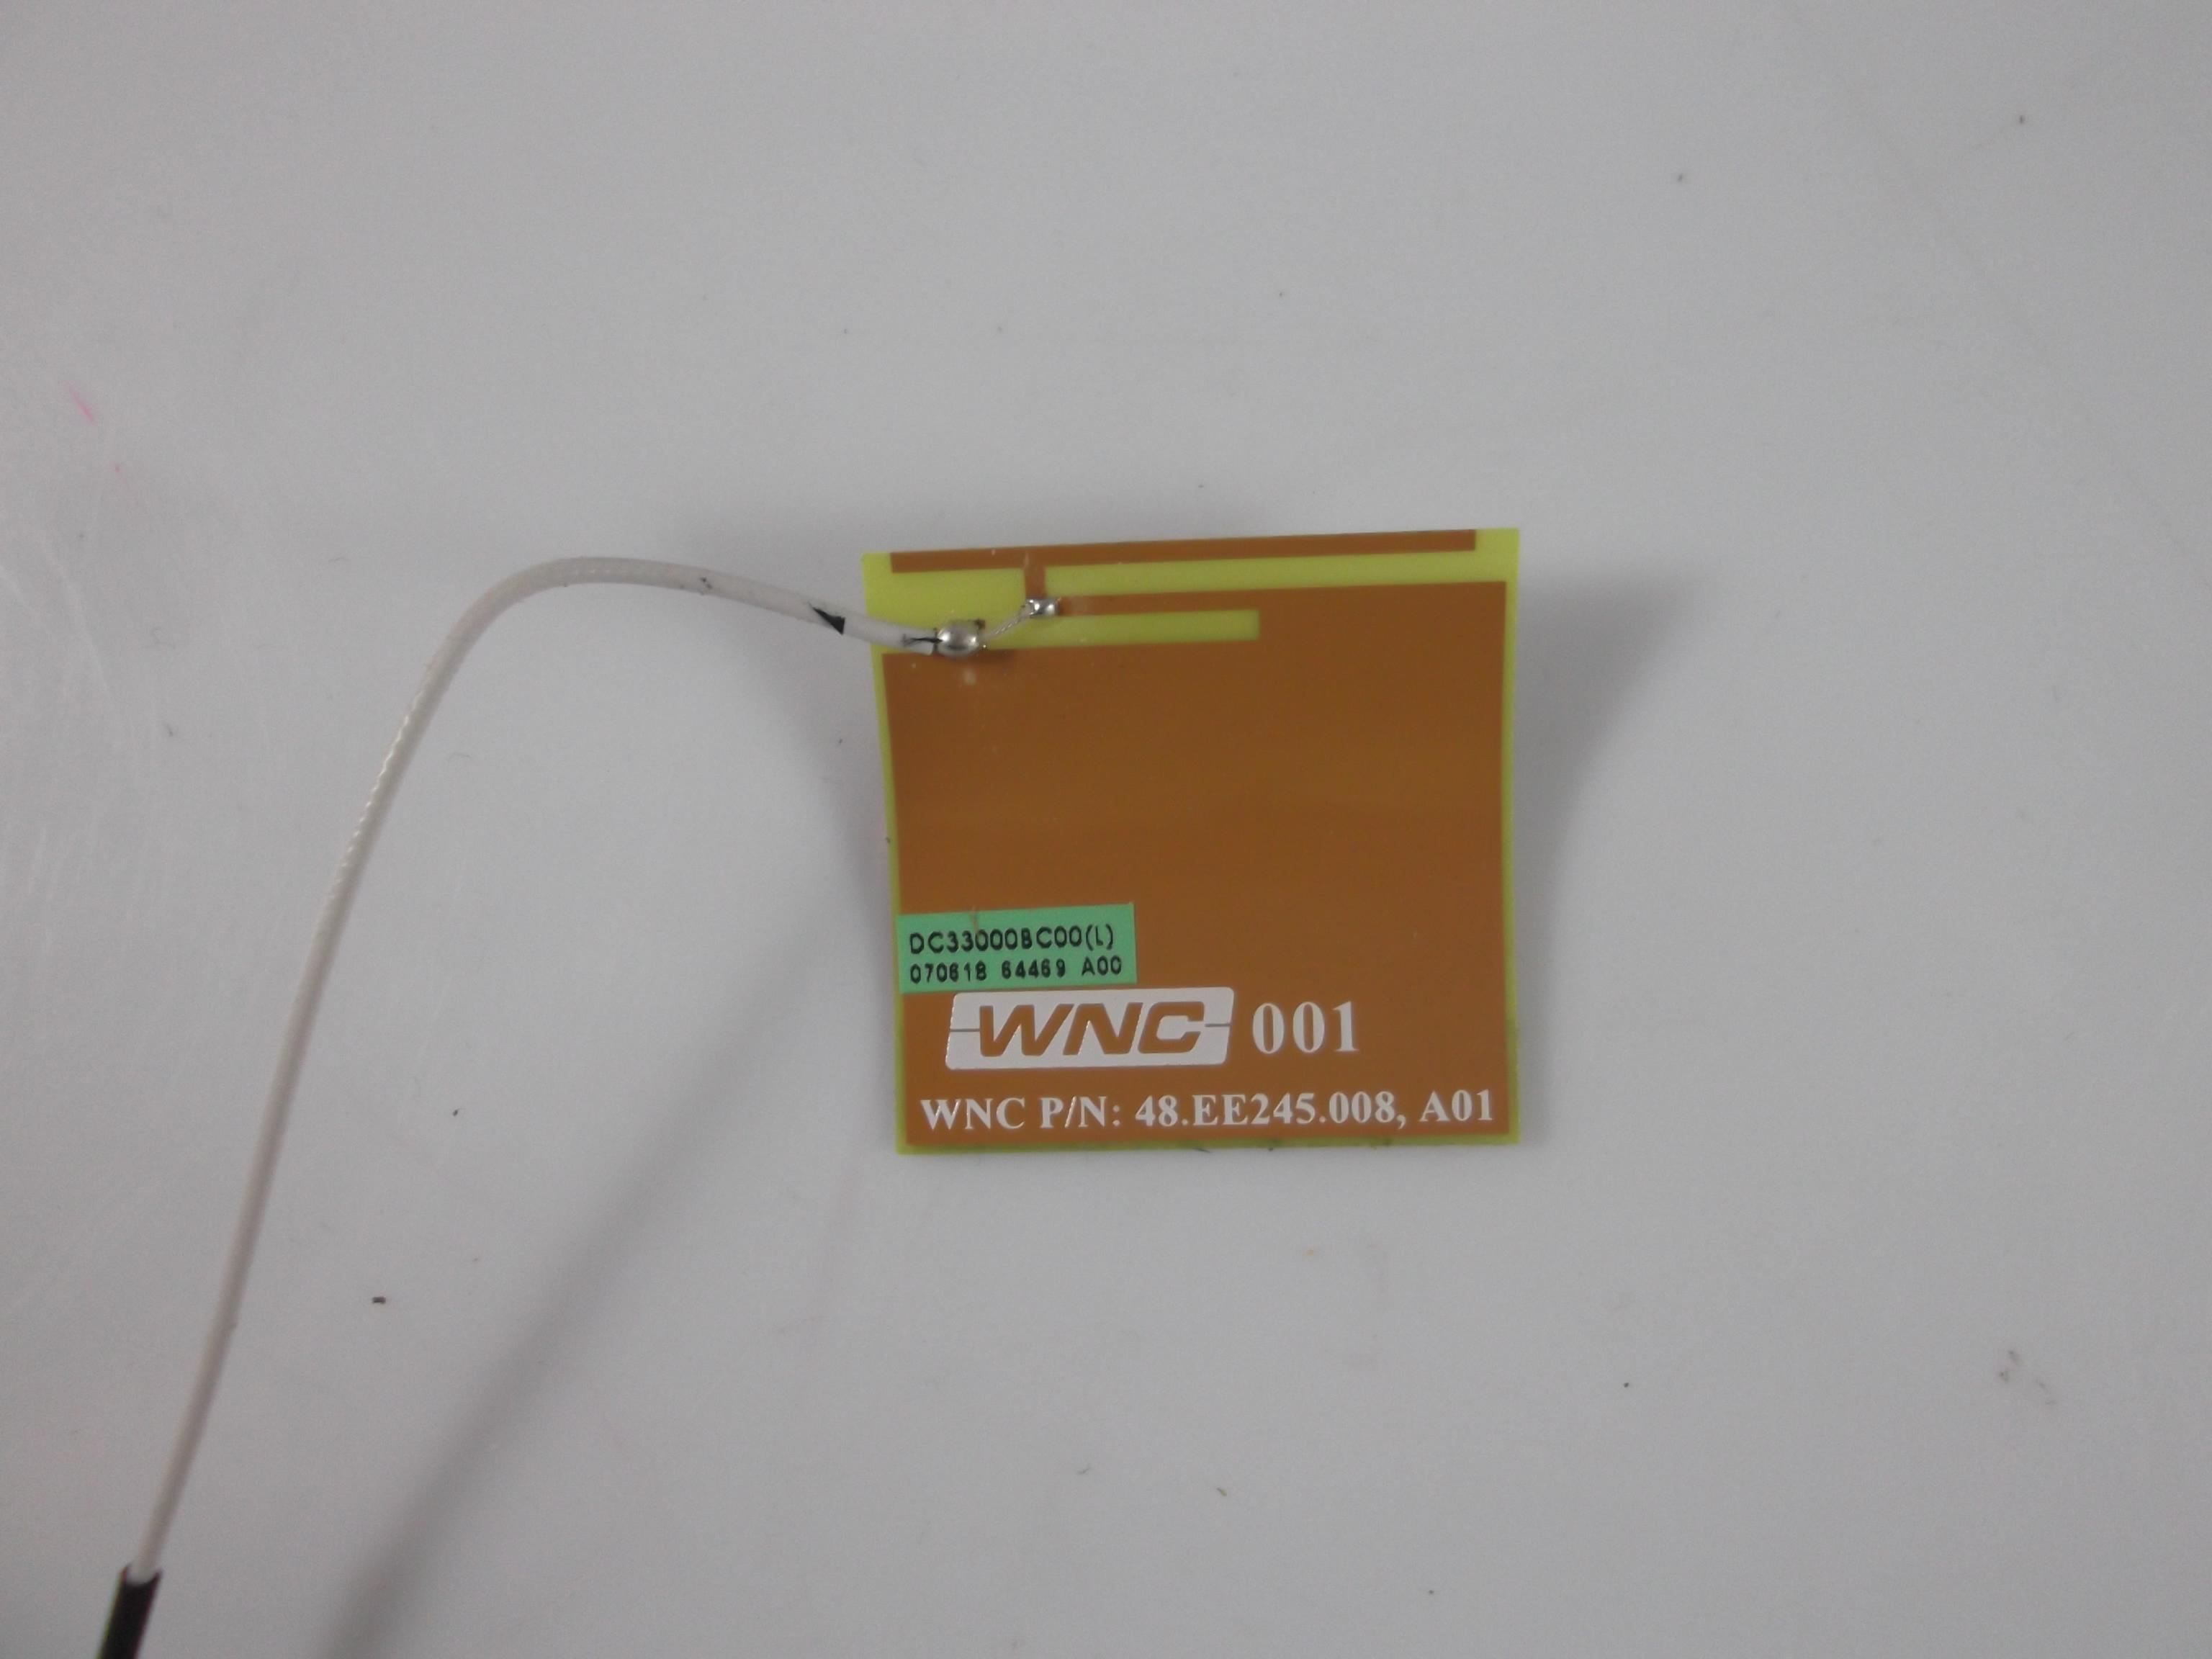 DC33000BC00(L)
070618 64469 A00
WNC 001
WNC P/N: 48.EE245.008, A01